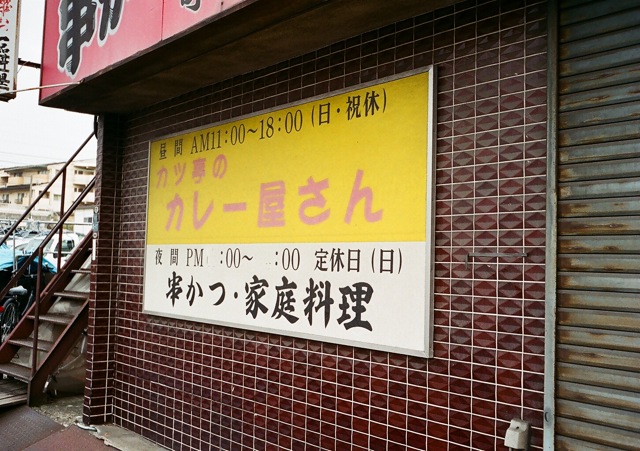 串か
昼間 AM11:00～18:00 (日・祝休)
カツ亭の
カレー屋さん
夜間 PM :00～ :00 定休日(日)
串かつ・家庭料理